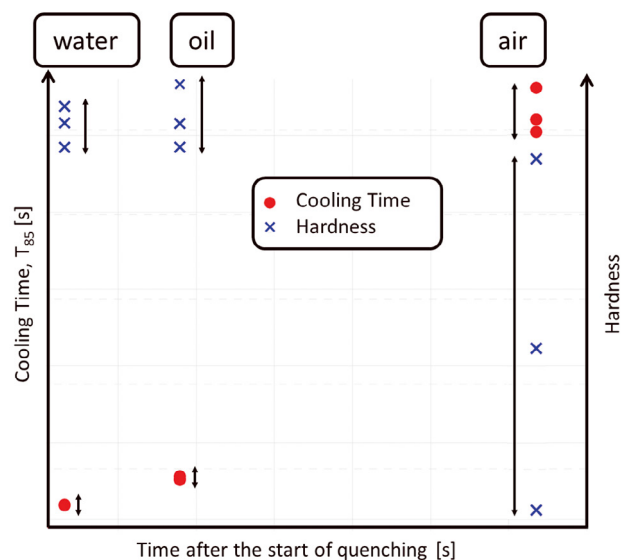 water
oil
air
Cooling Time
Hardness
Cooling Time, T85 [s]
Hardness
Time after the start of quenching [s]